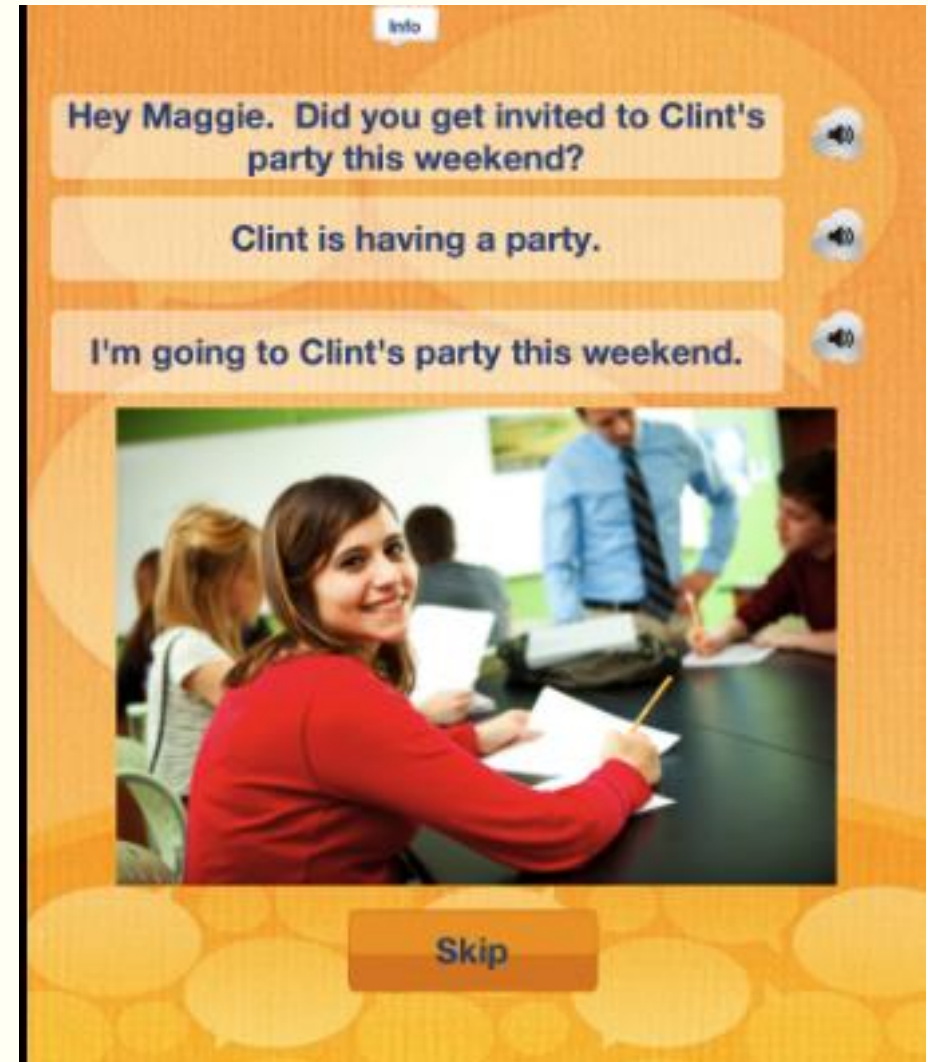 Info
Hey Maggie.  Did you get invited to Clint's
party this weekend?
Clint is having a party.
I'm going to Clint's party this weekend.
Skip